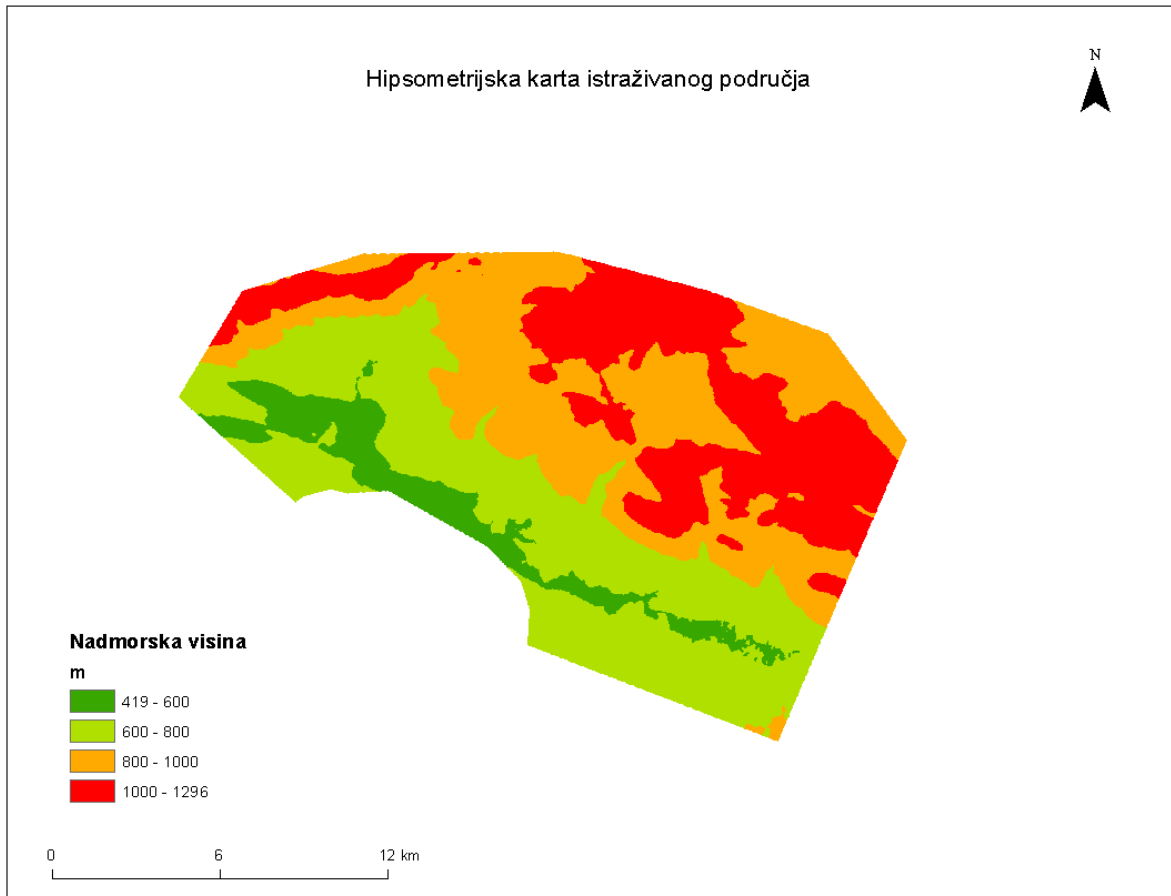 Hipsometrijska karta istraživanog područja
N
Nadmorska visina
m
419 - 600
600 - 800
800 - 1000
1000 - 1296
0 6 12 km